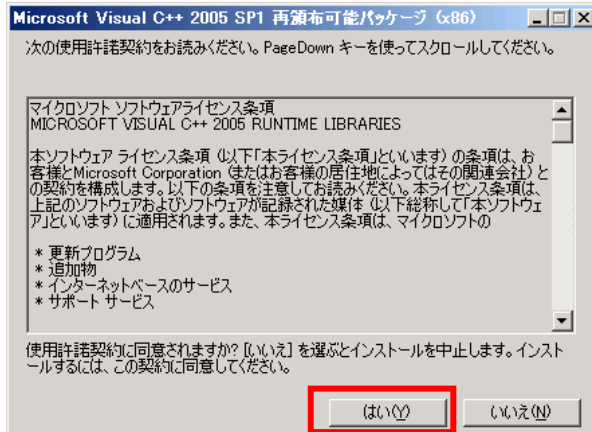 Microsoft Visual C++ 2005 SP1 再頒布可能パッケージ (x86)
次の使用許諾契約をお読みください。PageDown キーを使ってスクロールしてください。
マイクロソフト ソフトウェアライセンス条項
MICROSOFT VISUAL C++ 2005 RUNTIME LIBRARIES
本ソフトウェア ライセンス条項 (以下「本ライセンス条項」といいます) の条項は、お
客様とMicrosoft Corporation (またはお客様の居住地によってはその関連会社) と
の契約を構成します。以下の条項を注意してお読みください。本ライセンス条項は、
上記のソフトウェアおよびソフトウェアが記録された媒体 (以下総称して「本ソフトウェ
ア」といいます) に適用されます。また、本ライセンス条項は、マイクロソフトの
* 更新プログラム
* 追加物
* インターネットベースのサービス
* サポート サービス
使用許諾契約に同意されますか? [いいえ] を選ぶとインストールを中止します。インスト
ールするには、この契約に同意してください。
はい(Y)
いいえ(N)